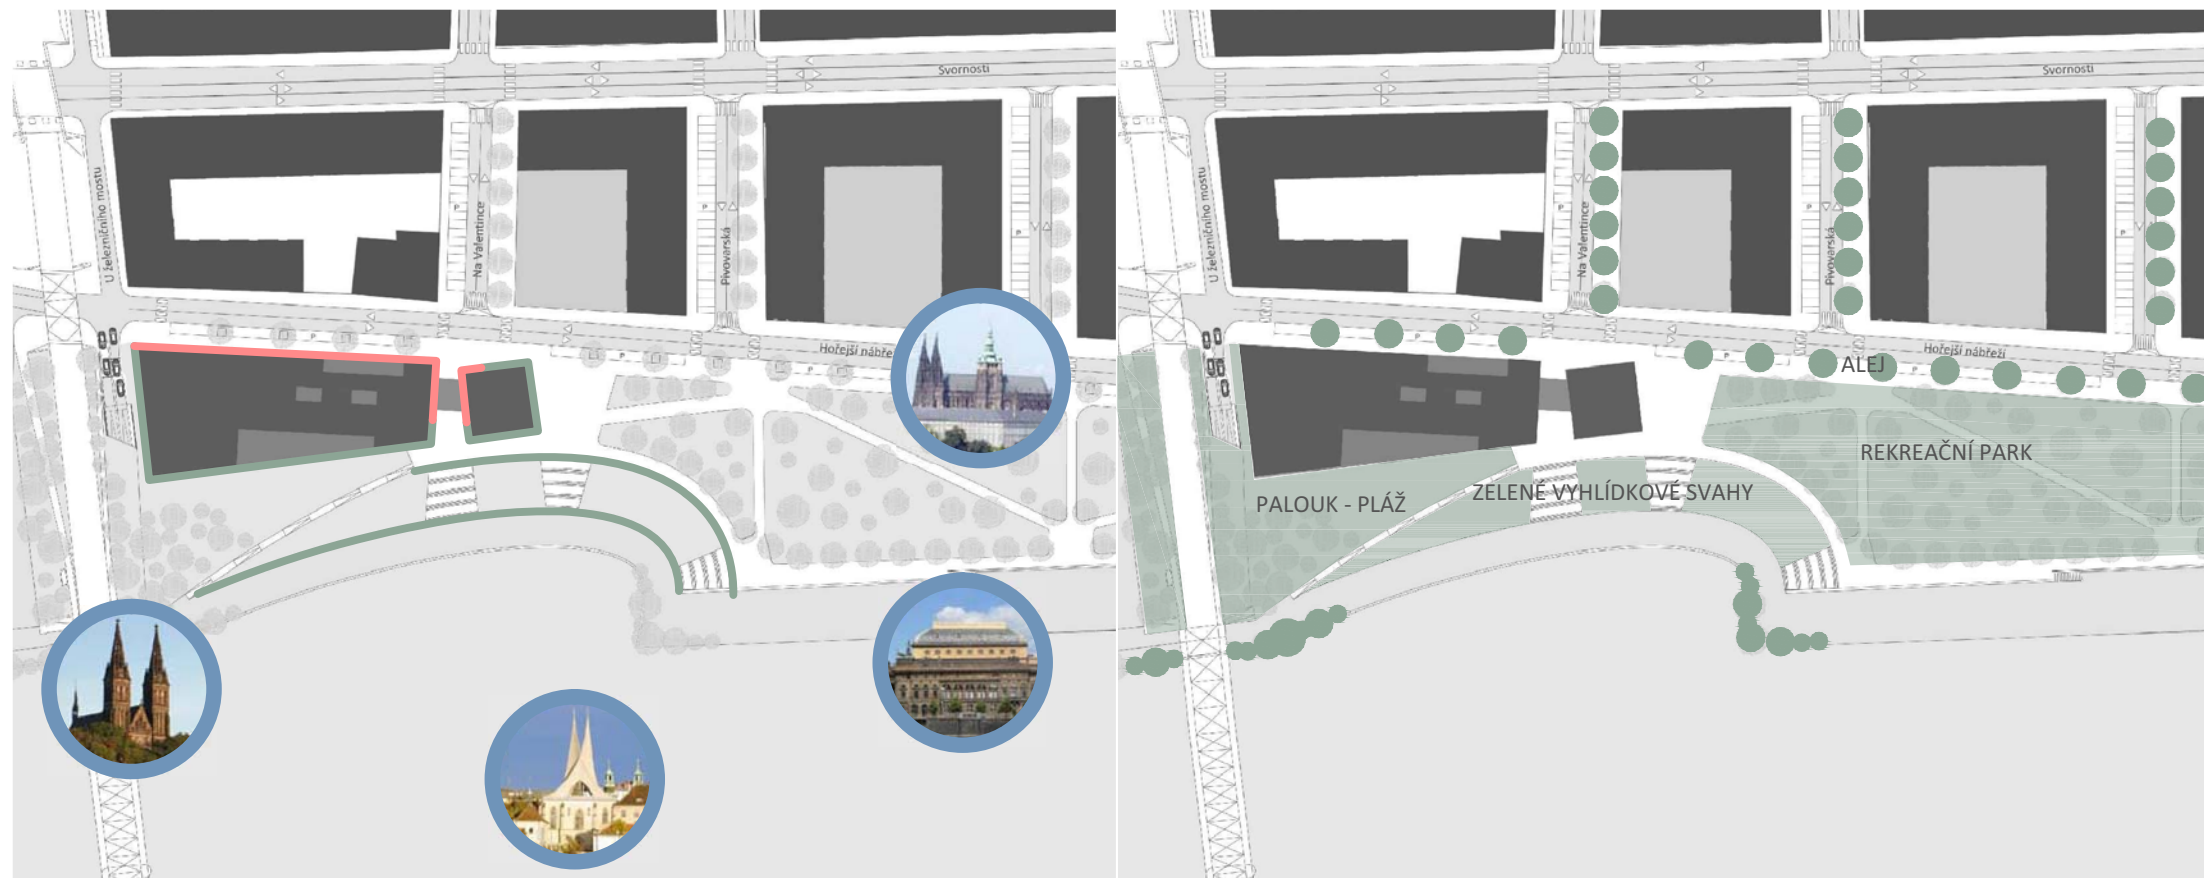 Svornosti
U železničního mostu
P
Na Valentince
P
Pivovarská
P
P
Hořejší nábře
P
P
Svornosti
U železničního mostu
P
Na Valentince
P
Pivovarská
P
P
Hořejší nábřeží
P
ALEJ
P
REKREAČNÍ PARK
ZELENÉ VYHLÍDKOVÉ SVAHY
PALOUK - PLÁŽ